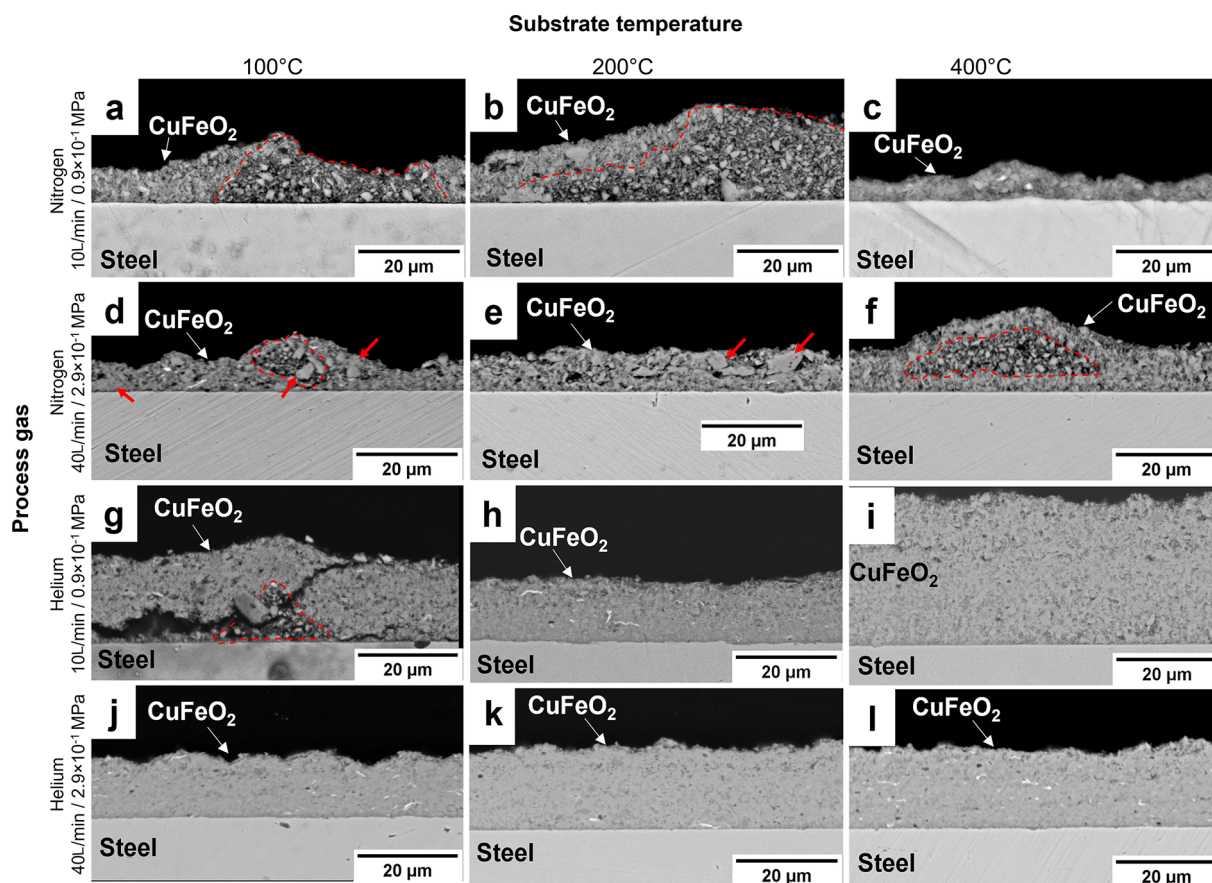 Substrate temperature
100°C
200°C
400°C
Process gas
Nitrogen
10L/min / 0.9×10⁻¹ MPa
a
CuFeO₂
Steel
20 µm
b
CuFeO₂
Steel
20 µm
c
CuFeO₂
Steel
20 µm
Nitrogen
40L/min / 2.9×10⁻¹ MPa
d
CuFeO₂
Steel
20 µm
e
CuFeO₂
Steel
20 µm
f
CuFeO₂
Steel
20 µm
Helium
10L/min / 0.9×10⁻¹ MPa
g
CuFeO₂
Steel
20 µm
h
CuFeO₂
Steel
20 µm
i
CuFeO₂
Steel
20 µm
Helium
40L/min / 2.9×10⁻¹ MPa
j
CuFeO₂
Steel
20 µm
k
CuFeO₂
Steel
20 µm
l
CuFeO₂
Steel
20 µm